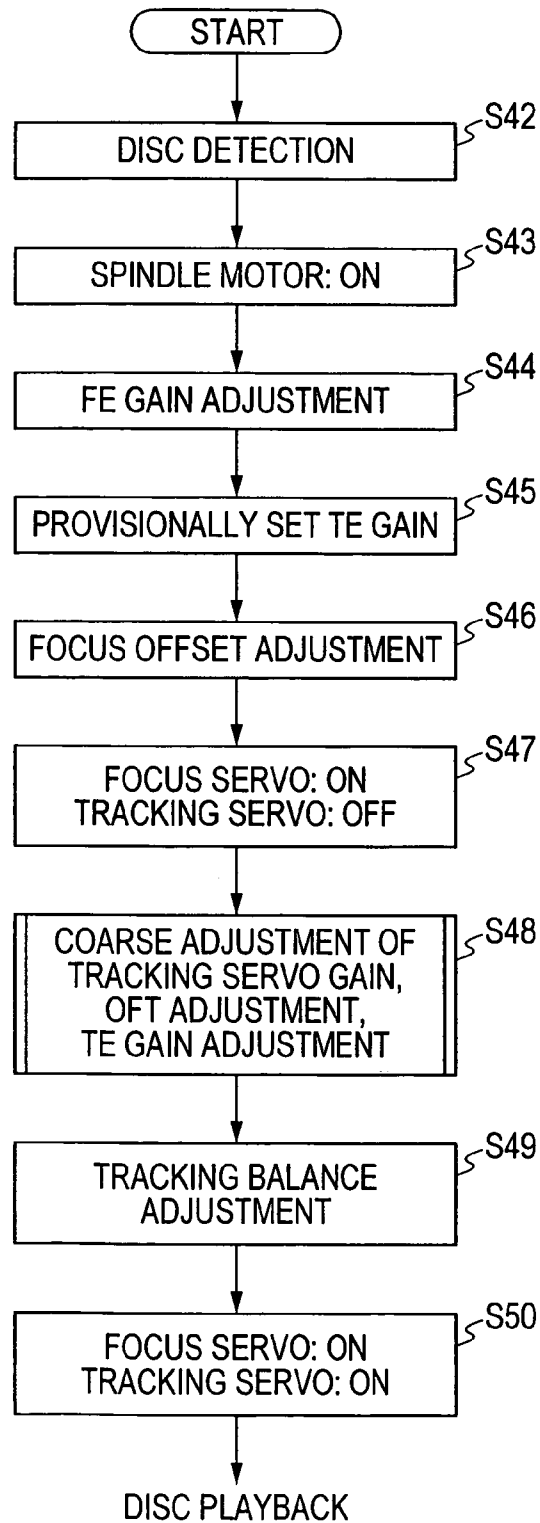 START
S42
DISC DETECTION
S43
SPINDLE MOTOR: ON
S44
FE GAIN ADJUSTMENT
S45
PROVISIONALLY SET TE GAIN
S46
FOCUS OFFSET ADJUSTMENT
S47
FOCUS SERVO: ON
TRACKING SERVO: OFF
S48
COARSE ADJUSTMENT OF
TRACKING SERVO GAIN,
OFT ADJUSTMENT,
TE GAIN ADJUSTMENT
S49
TRACKING BALANCE
ADJUSTMENT
S50
FOCUS SERVO: ON
TRACKING SERVO: ON
DISC PLAYBACK